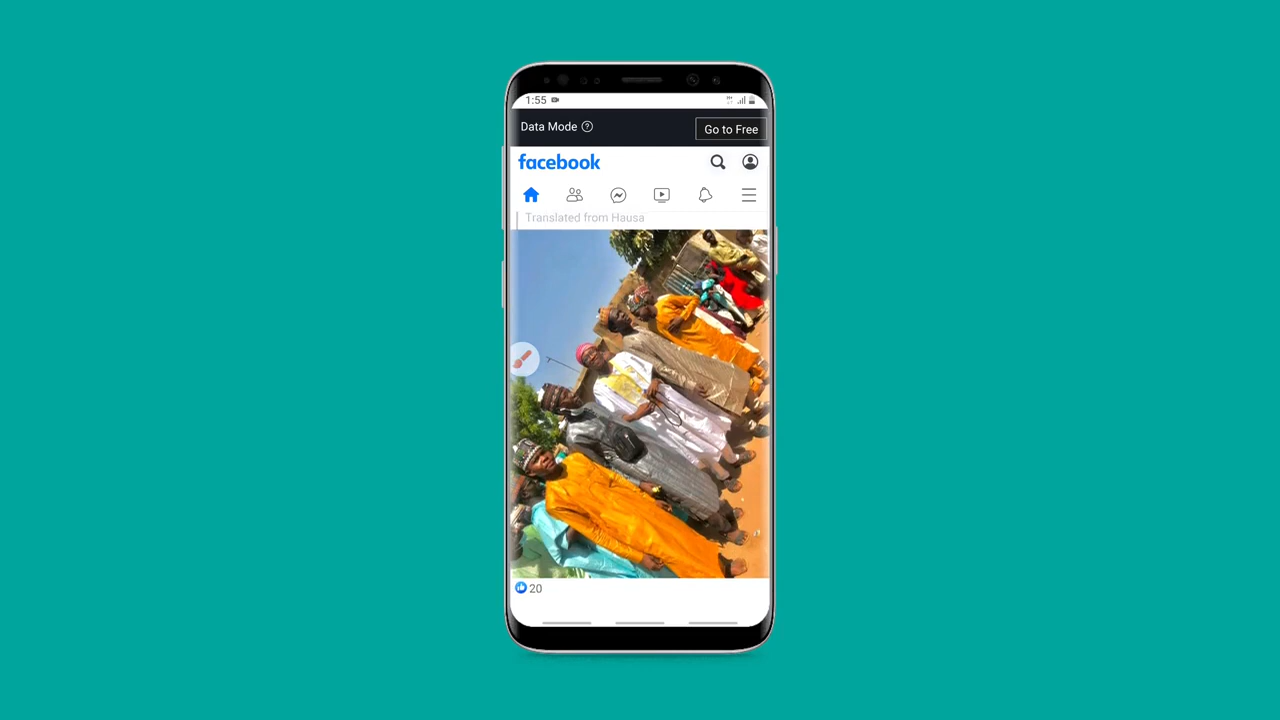 1:55
Data Mode
Go to Free
facebook
Translated from Hausa
20